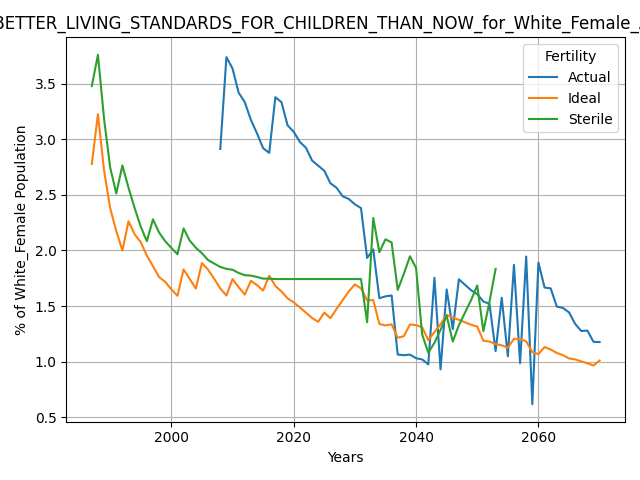 BETTER_LIVING_STANDARDS_FOR_CHILDREN_THAN_NOW_for_White_Female_
Fertility
Actual
Ideal
Sterile
% of White_Female Population
3.5
3.0
2.5
2.0
1.5
1.0
0.5
2000 2020 2040 2060
Years